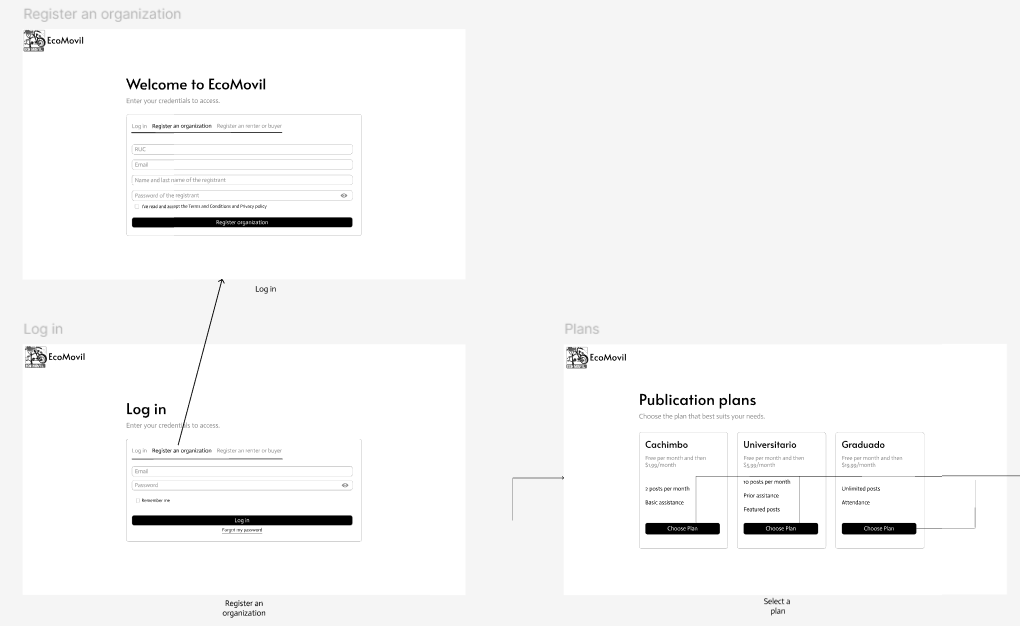 Register an organization
EcoMovil
Welcome to EcoMovil
Enter your credentials to access.
Log in Register an organization Register an renter or buyer
RUC
Email
Name and last name of the registrant
Password of the registrant
I've read and accept the Terms and Conditions and Privacy policy
Register organization
Log in
Log in
EcoMovil
Log in
Enter your credentials to access.
Log in Register an organization Register an renter or buyer
Email
Password
Remember me
Log in
Forgot my password
Register an
organization
Plans
EcoMovil
Publication plans
Choose the plan that best suits your needs.
Cachimbo
Free per month and then
$1.99/month
2 posts per month
Basic assistance
Choose Plan
Universitario
Free per month and then
$5.99/month
10 posts per month
Prior assitance
Featured posts
Choose Plan
Graduado
Free per month and then
$19.99/month
Unlimited posts
Attendance
Choose Plan
Select a
plan